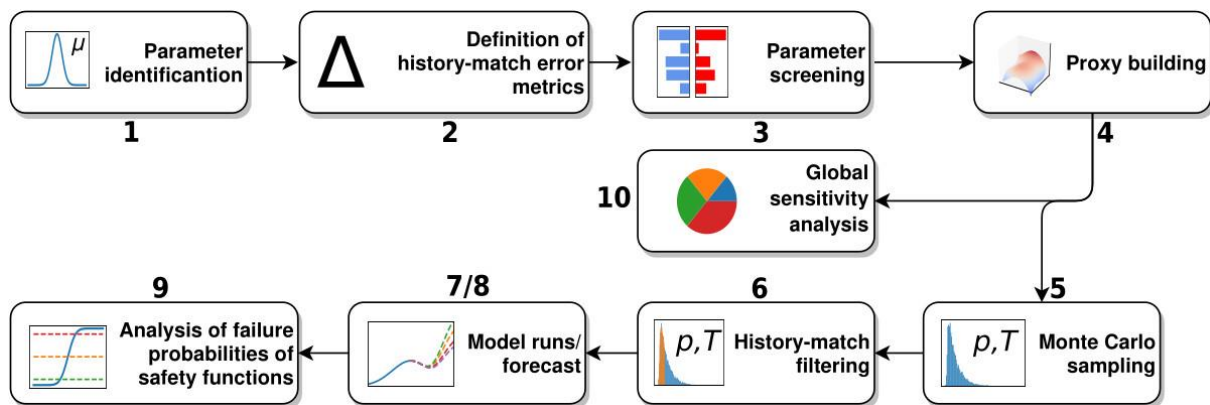 μ
Parameter
identificantion
1
Δ
Definition of
history-match error
metrics
2
Parameter
screening
3
Proxy building
4
10
Global
sensitivity
analysis
5
p,T
Monte Carlo
sampling
6
p,T
History-match
filtering
7/8
Model runs/
forecast
9
Analysis of failure
probabilities of
safety functions